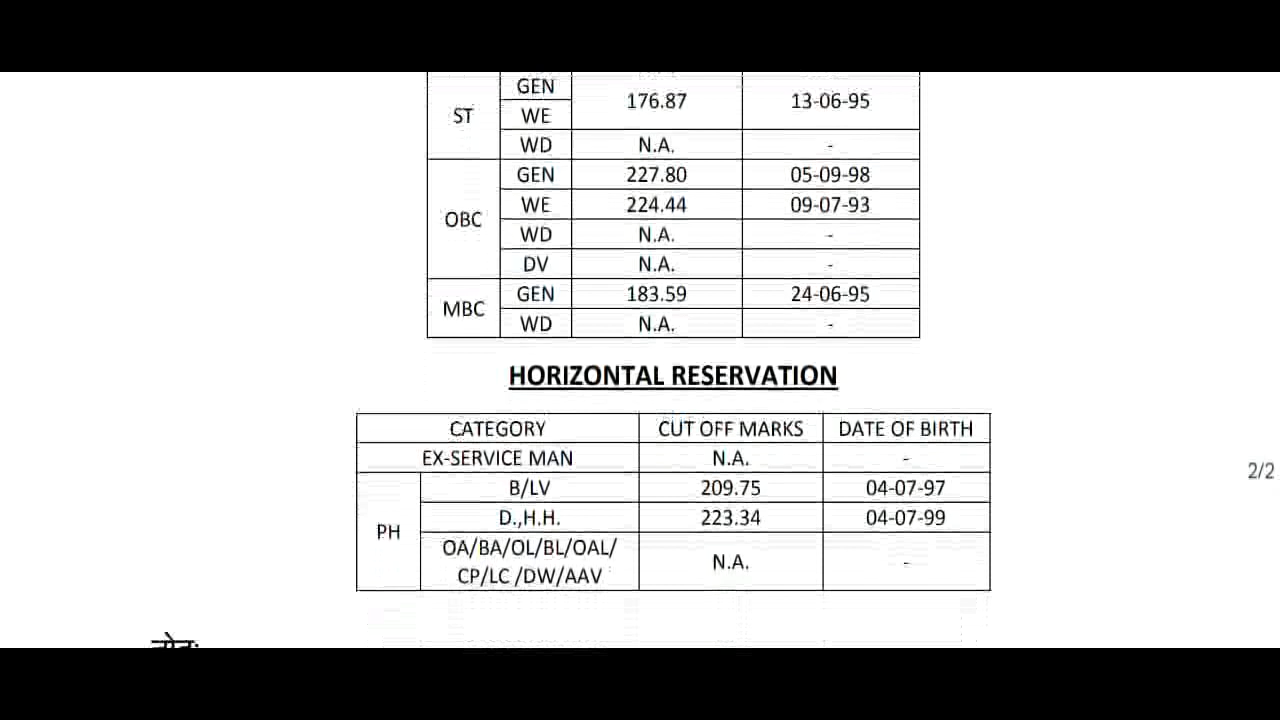 GEN
ST 176.87 13-06-95
WE
WD N.A. -
GEN 227.80 05-09-98
WE 224.44 09-07-93
OBC
WD N.A. -
DV N.A. -
GEN 183.59 24-06-95
MBC
WD N.A. -
HORIZONTAL RESERVATION
CATEGORY CUT OFF MARKS DATE OF BIRTH
EX-SERVICE MAN N.A. -
B/LV 209.75 04-07-97
D.,H.H. 223.34 04-07-99
PH
OA/BA/OL/BL/OAL/
CP/LC /DW/AAV N.A. -
2/2